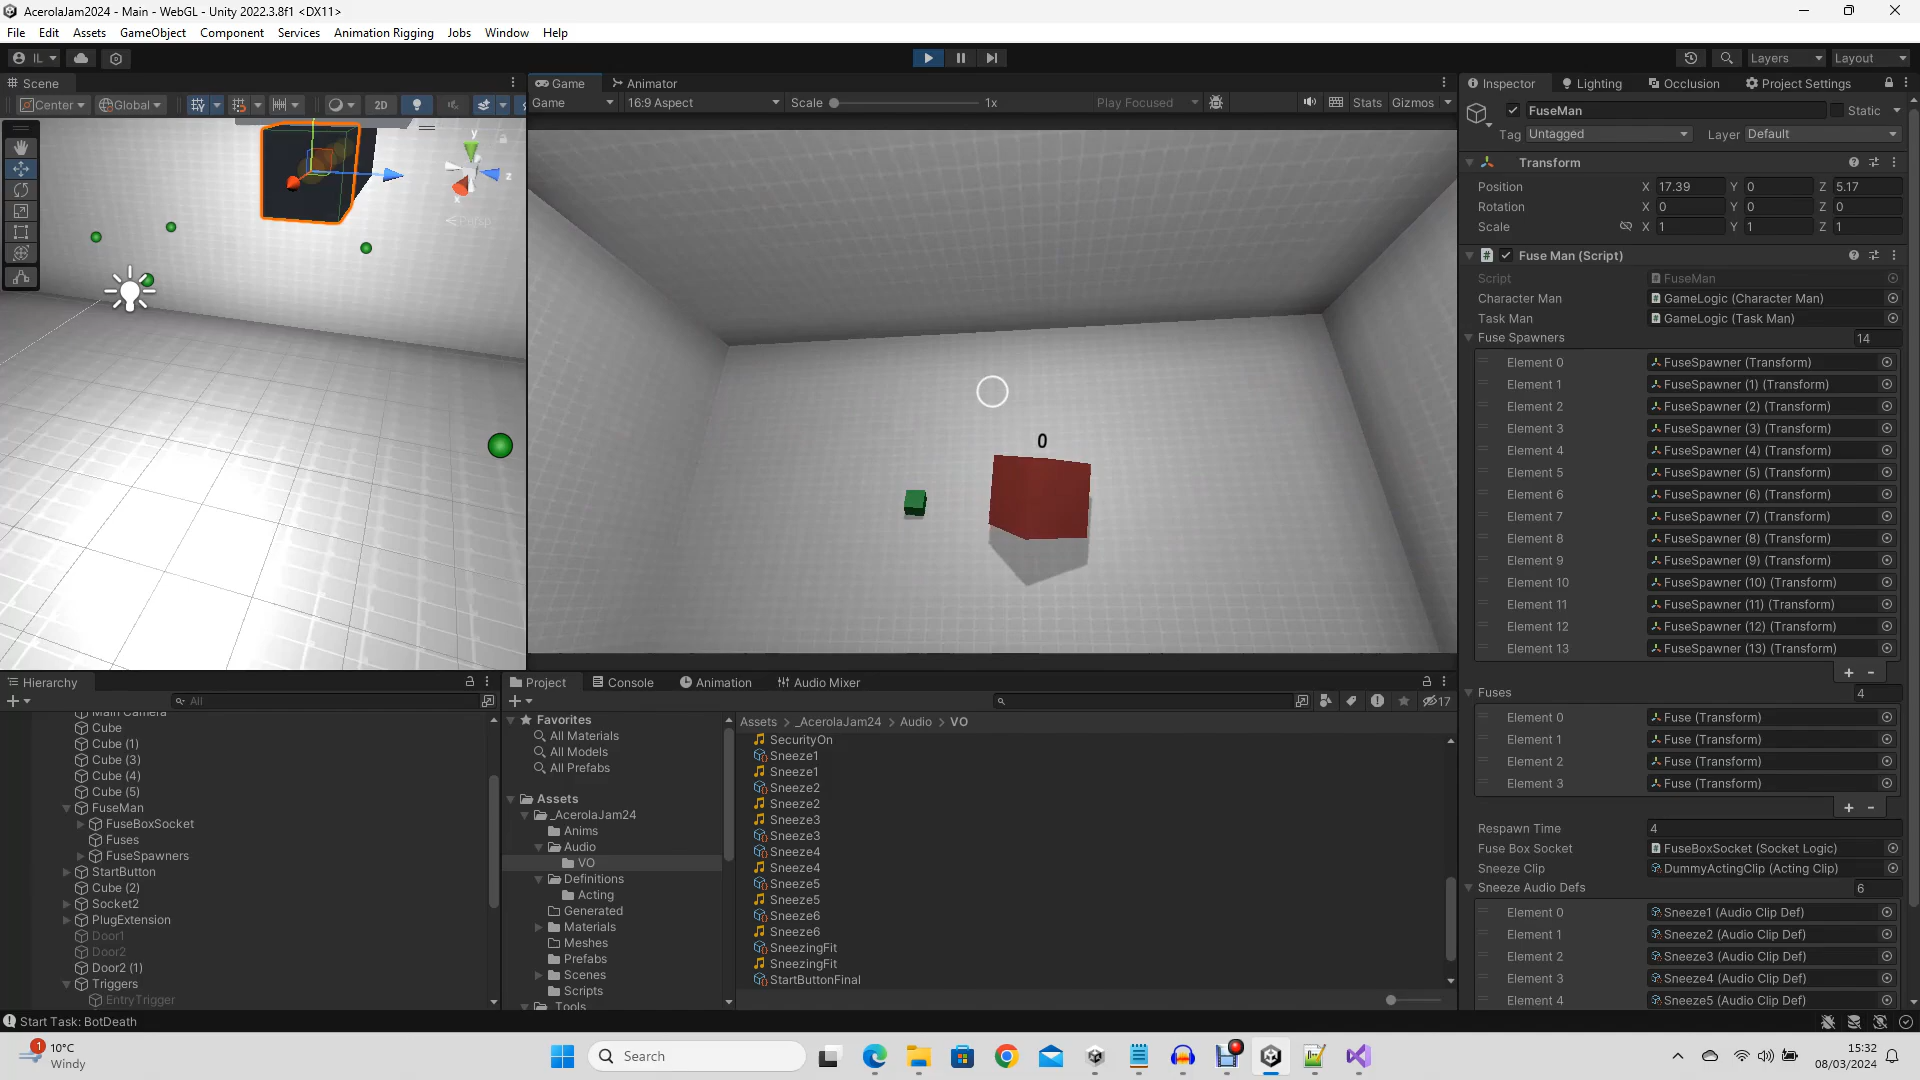 AcerolaJam2024 - Main - WebGL - Unity 2022.3.8f1 <DX11>
File Edit Assets GameObject Component Services Animation Rigging Jobs Window Help
IL Layers Layout
Scene
Center Global 2D
y
z
x
Persp
Game Animator
Game 16:9 Aspect Scale 1x Play Focused Stats Gizmos
0
Inspector Lighting Occlusion Project Settings
FuseMan Static
Tag Untagged Layer Default
Transform
Position X 17.39 Y 0 Z 5.17
Rotation X 0 Y 0 Z 0
Scale X 1 Y 1 Z 1
# Fuse Man (Script)
Script FuseMan
Character Man GameLogic (Character Man)
Task Man GameLogic (Task Man)
Fuse Spawners 14
Element 0 FuseSpawner (Transform)
Element 1 FuseSpawner (1) (Transform)
Element 2 FuseSpawner (2) (Transform)
Element 3 FuseSpawner (3) (Transform)
Element 4 FuseSpawner (4) (Transform)
Element 5 FuseSpawner (5) (Transform)
Element 6 FuseSpawner (6) (Transform)
Element 7 FuseSpawner (7) (Transform)
Element 8 FuseSpawner (8) (Transform)
Element 9 FuseSpawner (9) (Transform)
Element 10 FuseSpawner (10) (Transform)
Element 11 FuseSpawner (11) (Transform)
Element 12 FuseSpawner (12) (Transform)
Element 13 FuseSpawner (13) (Transform)
+ -
Fuses 4
Element 0 Fuse (Transform)
Element 1 Fuse (Transform)
Element 2 Fuse (Transform)
Element 3 Fuse (Transform)
+ -
Respawn Time 4
Fuse Box Socket FuseBoxSocket (Socket Logic)
Sneeze Clip DummyActingClip (Acting Clip)
Sneeze Audio Defs 6
Element 0 Sneeze1 (Audio Clip Def)
Element 1 Sneeze2 (Audio Clip Def)
Element 2 Sneeze3 (Audio Clip Def)
Element 3 Sneeze4 (Audio Clip Def)
Element 4 Sneeze5 (Audio Clip Def)
Hierarchy
+ All
Main Camera
Cube
Cube (1)
Cube (3)
Cube (4)
Cube (5)
FuseMan
FuseBoxSocket
Fuses
FuseSpawners
StartButton
Cube (2)
Socket2
PlugExtension
Door1
Door2
Door2 (1)
Triggers
EntryTrigger
Project Console Animation Audio Mixer
+ 17
Favorites
All Materials
All Models
All Prefabs
Assets
_AcerolaJam24
Anims
Audio
VO
Definitions
Acting
Generated
Materials
Meshes
Prefabs
Scenes
Scripts
_Tools
Assets > _AcerolaJam24 > Audio > VO
SecurityOn
Sneeze1
Sneeze1
Sneeze2
Sneeze2
Sneeze3
Sneeze3
Sneeze4
Sneeze4
Sneeze5
Sneeze5
Sneeze6
Sneeze6
SneezingFit
SneezingFit
StartButtonFinal
Start Task: BotDeath
1
10°C
Windy
Search
15:32
08/03/2024